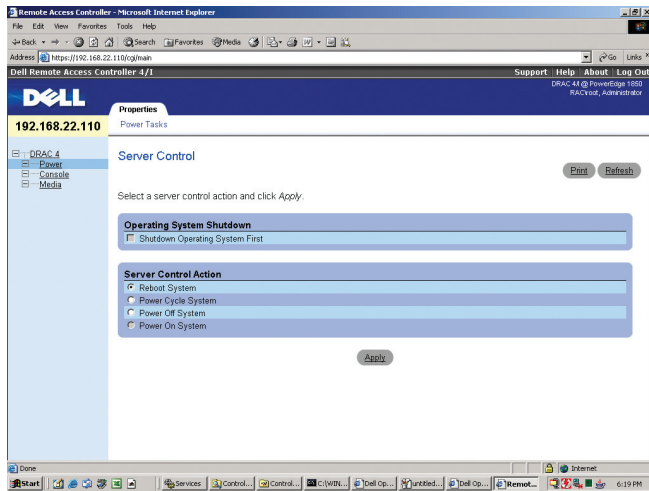 Remote Access Controller - Microsoft Internet Explorer
File Edit View Favorites Tools Help
Back Search Favorites Media
Address https://192.168.22.110/cgi/main Go Links
Dell Remote Access Controller 4/I Support Help About Log Out
DELL
DRAC 4/I @ PowerEdge 1850
RAC\root, Administrator
Properties
192.168.22.110 Power Tasks
DRAC 4
Power
Console
Media
Server Control
Print Refresh
Select a server control action and click Apply.
Operating System Shutdown
Shutdown Operating System First
Server Control Action
Reboot System
Power Cycle System
Power Off System
Power On System
Apply
Done Internet
Start Services Control... Control... C:\WIN... Dell Op... untitled... Dell Op... Remot... 6:19 PM